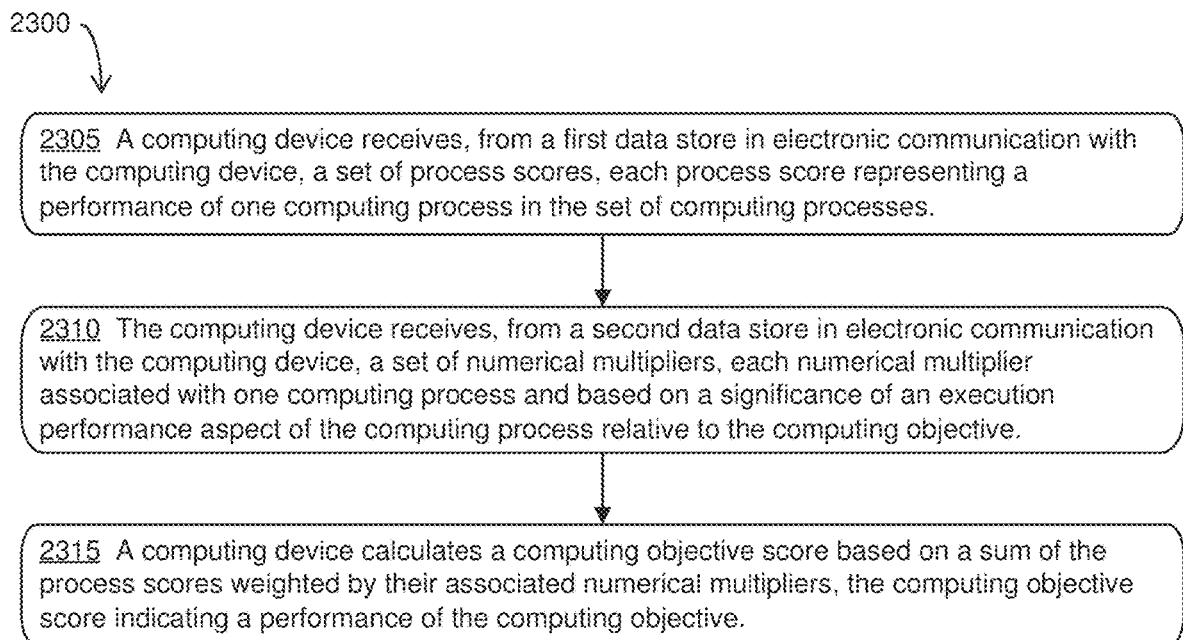 2300
2305 A computing device receives, from a first data store in electronic communication with
the computing device, a set of process scores, each process score representing a
performance of one computing process in the set of computing processes.
2310 The computing device receives, from a second data store in electronic communication
with the computing device, a set of numerical multipliers, each numerical multiplier
associated with one computing process and based on a significance of an execution
performance aspect of the computing process relative to the computing objective.
2315 A computing device calculates a computing objective score based on a sum of the
process scores weighted by their associated numerical multipliers, the computing objective
score indicating a performance of the computing objective.